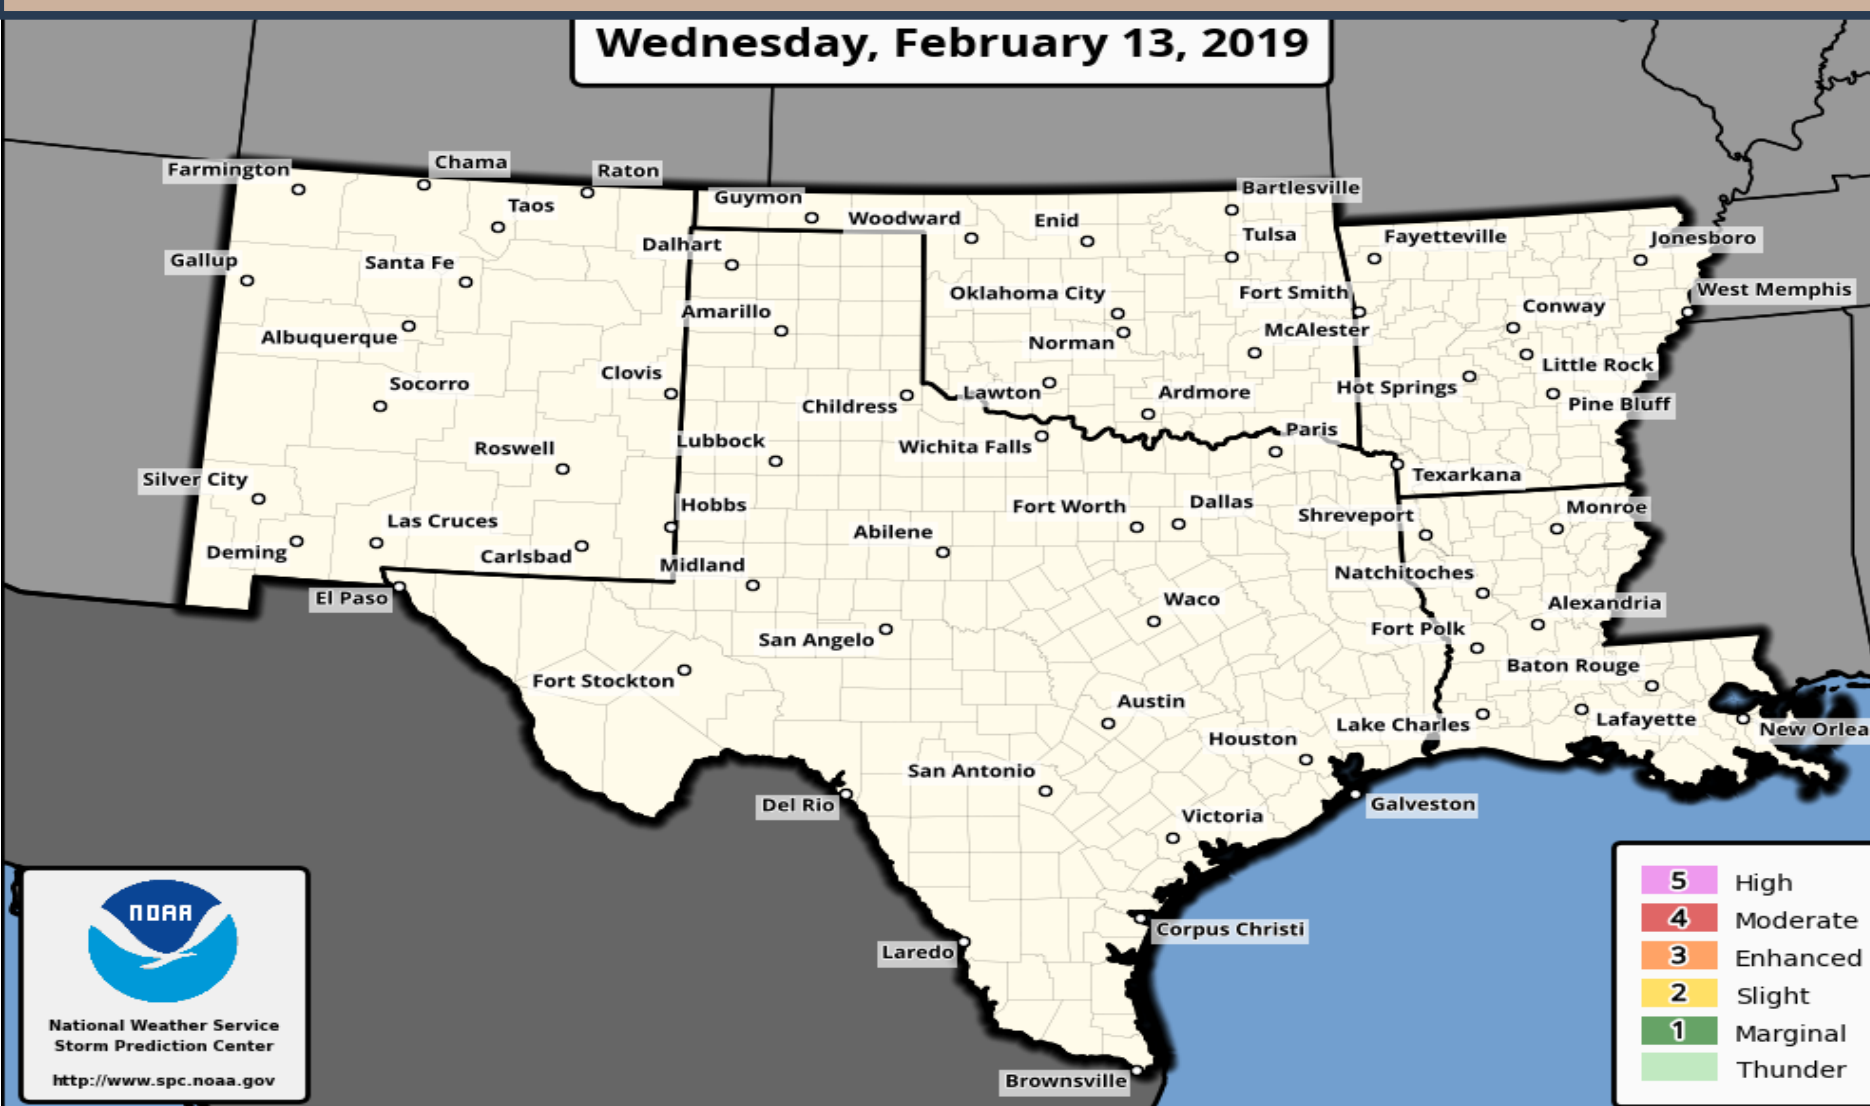 Wednesday, February 13, 2019
Chama
Farmington
Raton
Bartlesville
Guymon
Taos
Woodward
Enid
Tulsa
Fayetteville
Jonesboro
Dalhart
Gallup
Santa Fe
Oklahoma City
Fort Smith
West Memphis
Amarillo
Conway
McAlester
Albuquerque
Norman
Little Rock
Clovis
Socorro
Hot Springs
Lawton
Ardmore
Childress
Pine Bluff
Paris
Lubbock
Wichita Falls
Roswell
Texarkana
Silver City
Dallas
Hobbs
Fort Worth
Monroe
Shreveport
Las Cruces
Abilene
Deming
Carlsbad
Midland
Natchitoches
El Paso
Waco
Alexandria
Fort Polk
San Angelo
Baton Rouge
Fort Stockton
Austin
Lafayette
Lake Charles
New Orlea
Houston
San Antonio
Del Rio
Galveston
Victoria
Corpus Christi
Laredo
Brownsville
NOAA
National Weather Service
Storm Prediction Center
http://www.spc.noaa.gov
5 High
4 Moderate
3 Enhanced
2 Slight
1 Marginal
Thunder